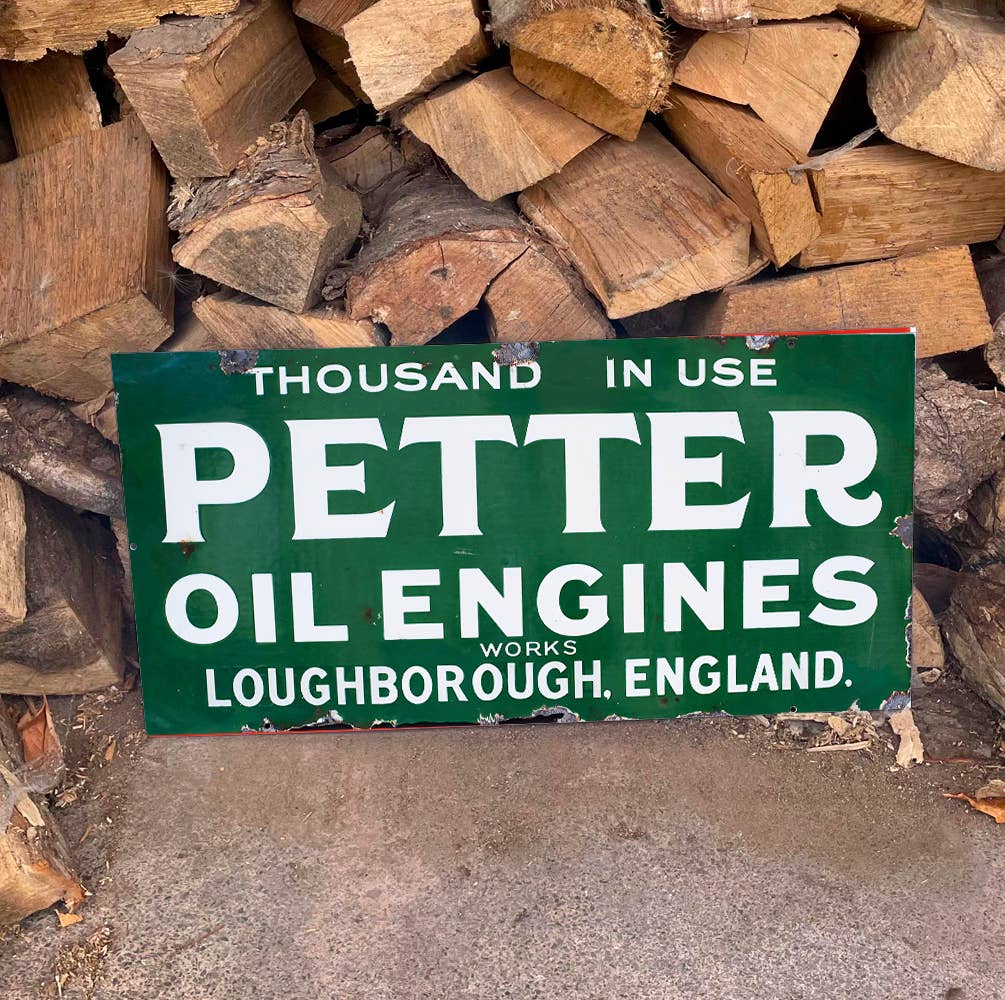 THOUSAND IN USE
PETTER
OIL ENGINES
WORKS
LOUGHBOROUGH, ENGLAND.